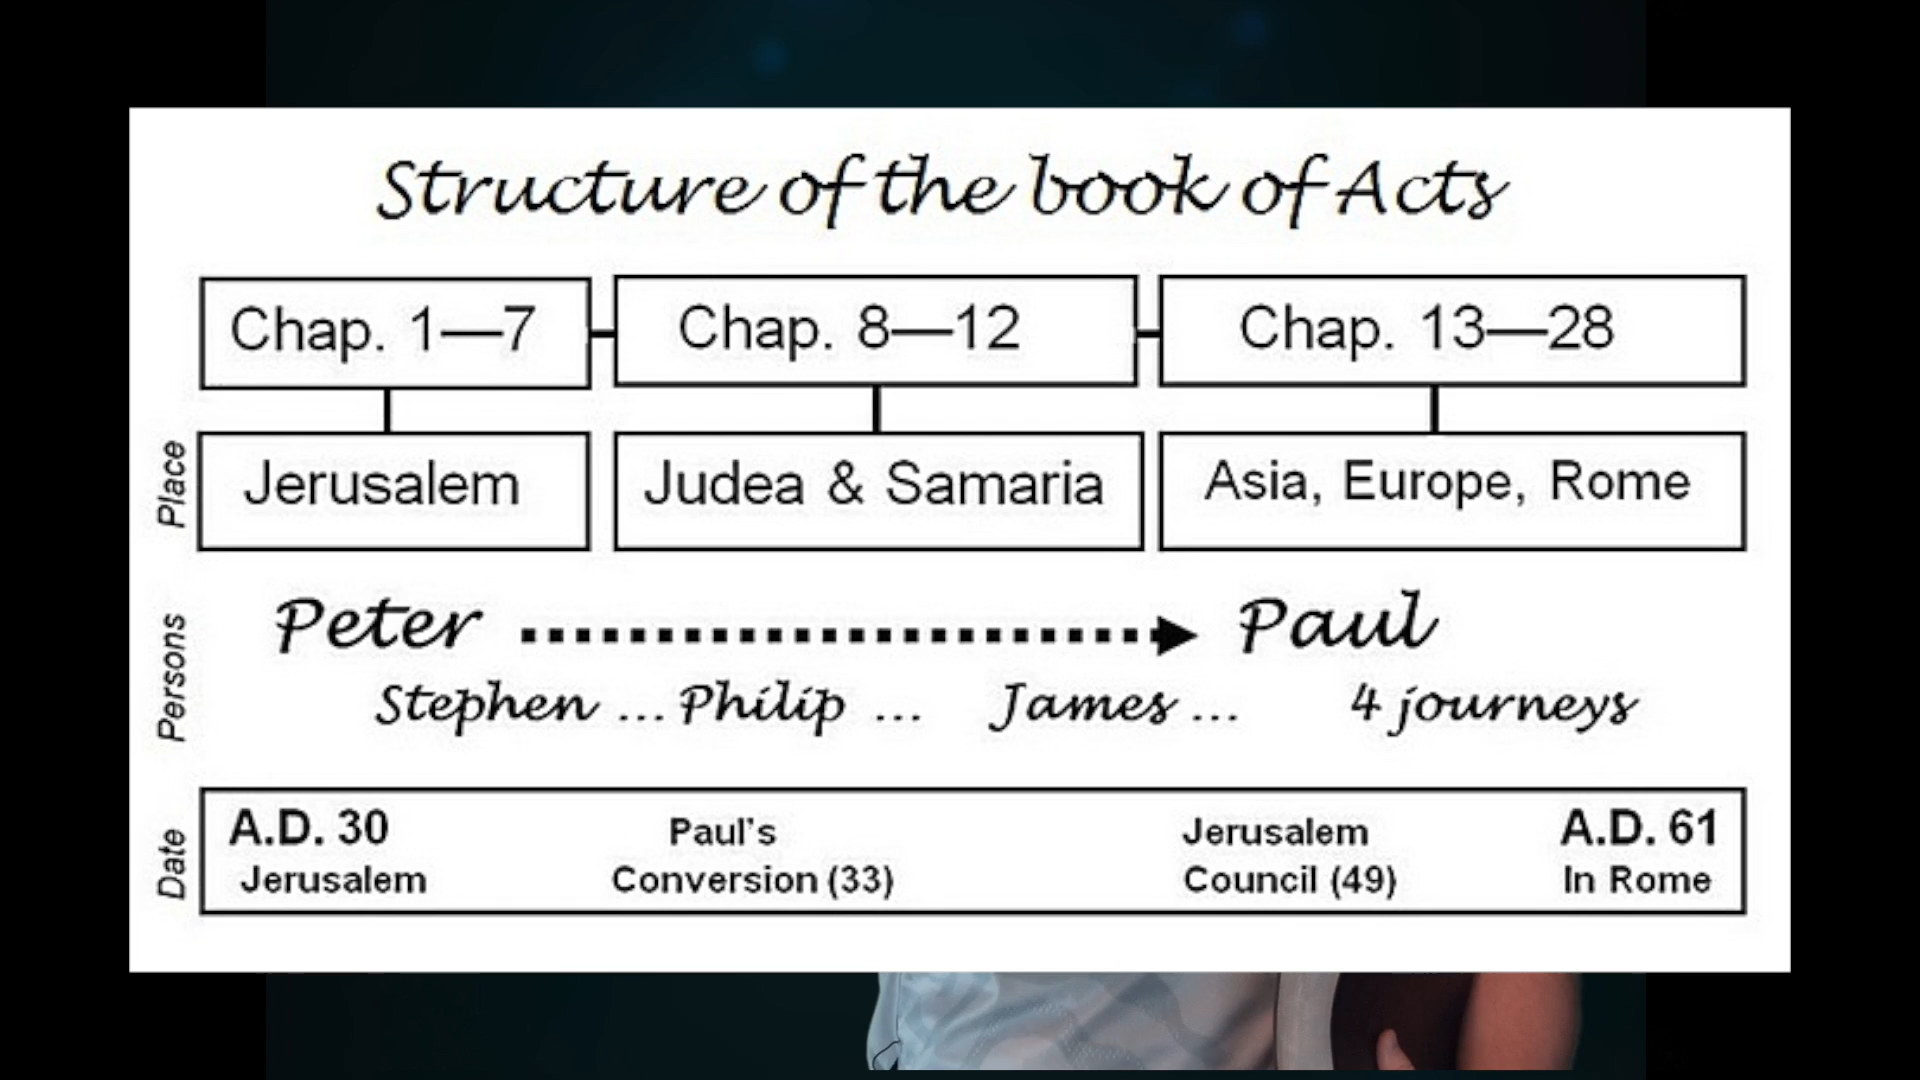 Structure of the book of Acts
Chap. 1—7
Chap. 8—12
Chap. 13—28
Place
Jerusalem
Judea & Samaria
Asia, Europe, Rome
Persons
Peter
Paul
Stephen ... Philip ... James ... 4 journeys
Date
A.D. 30
Jerusalem
Paul's
Conversion (33)
Jerusalem
Council (49)
A.D. 61
In Rome